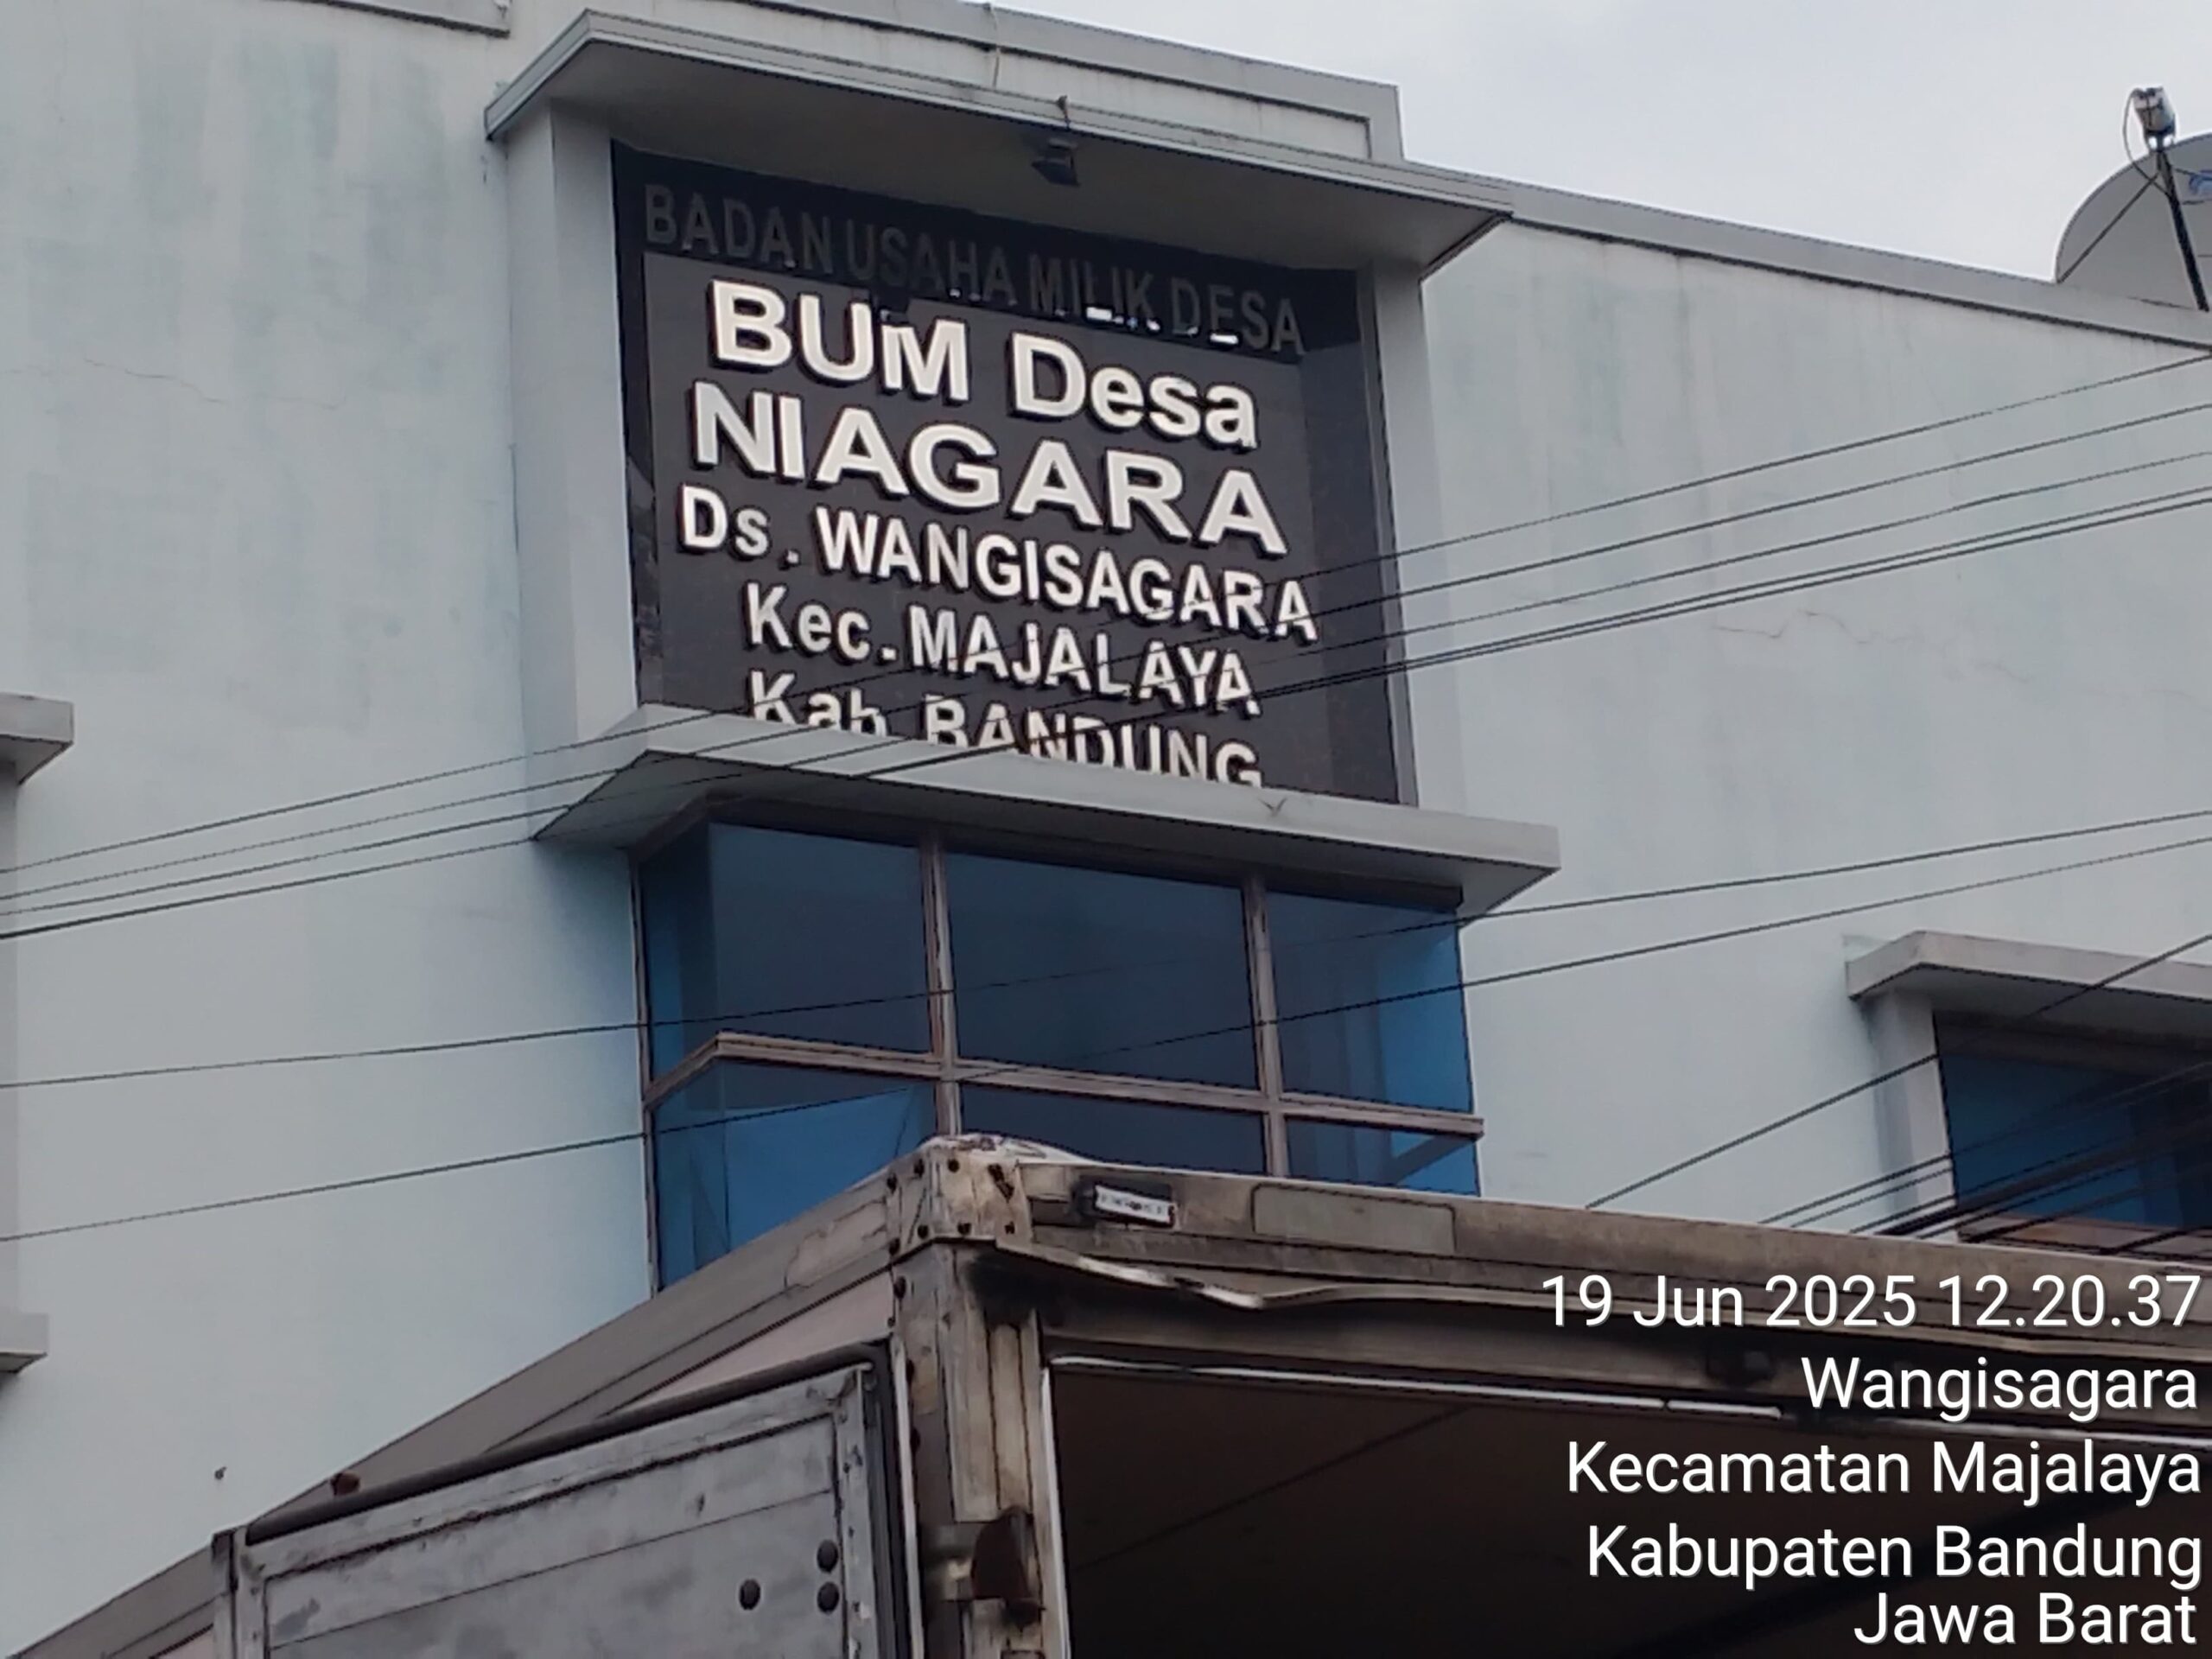 BADAN USAHA MILIK DESA
BUM Desa
NIAGARA
Ds. WANGISAGARA
Kec. MAJALAYA
Kab. BANDUNG
19 Jun 2025 12.20.37
Wangisagara
Kecamatan Majalaya
Kabupaten Bandung
Jawa Barat